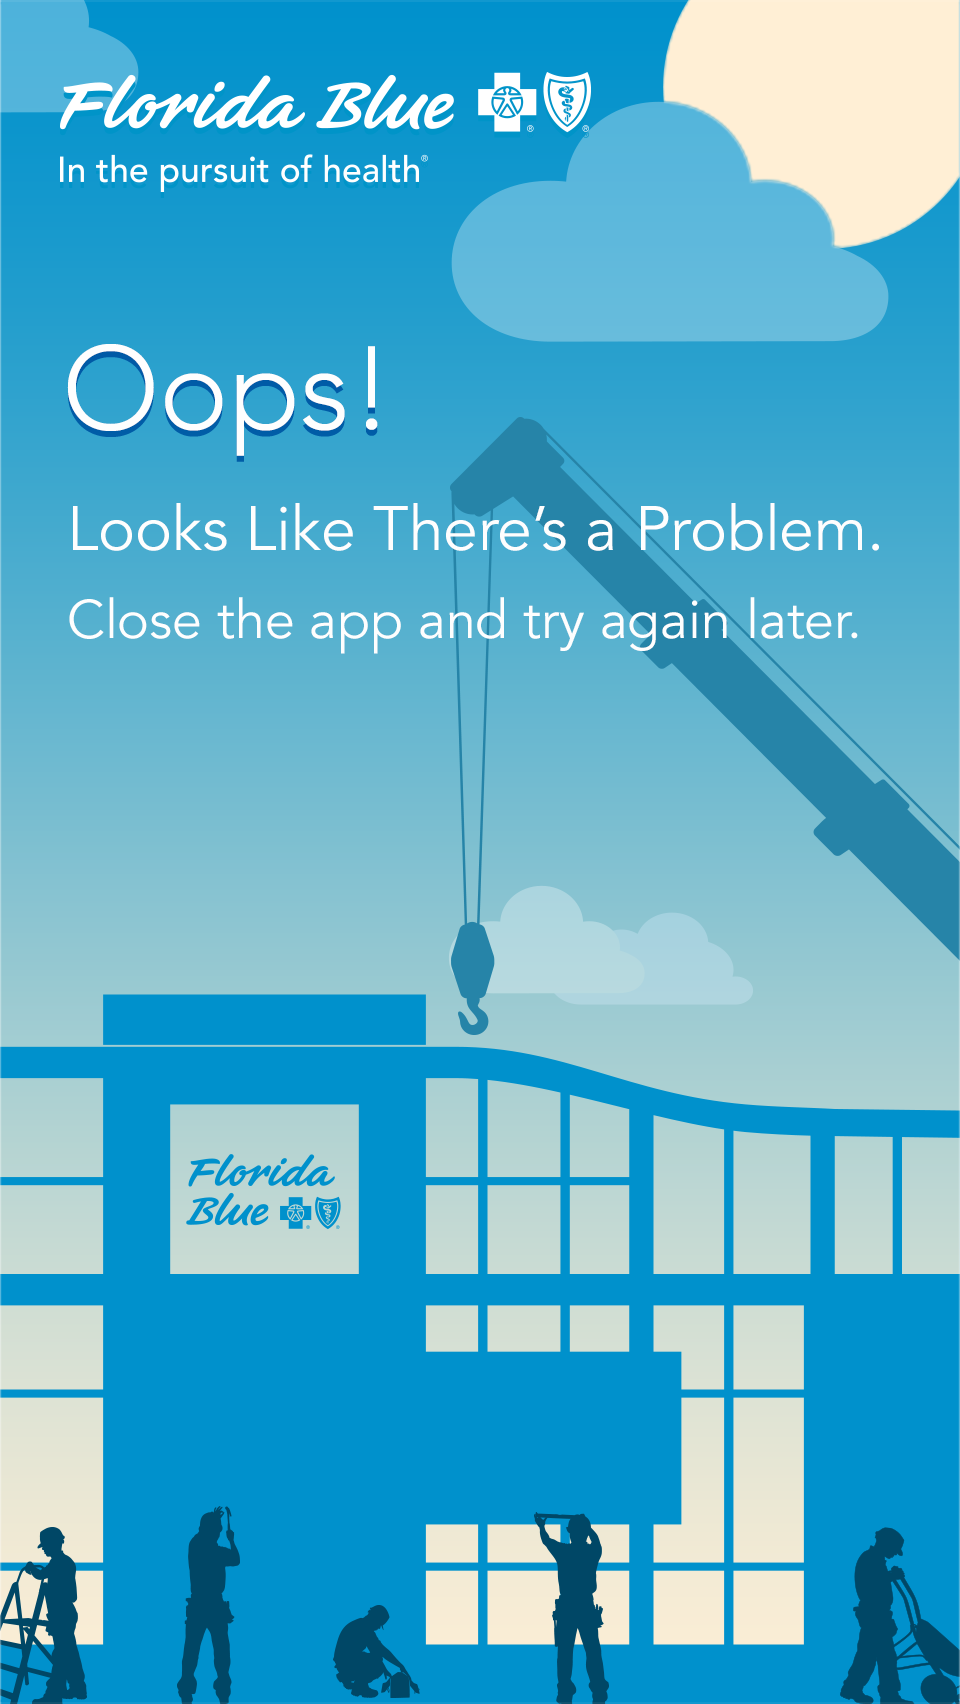 Florida Blue
In the pursuit of health®
Oops!
Looks Like There’s a Problem.
Close the app and try again later.
Florida
Blue